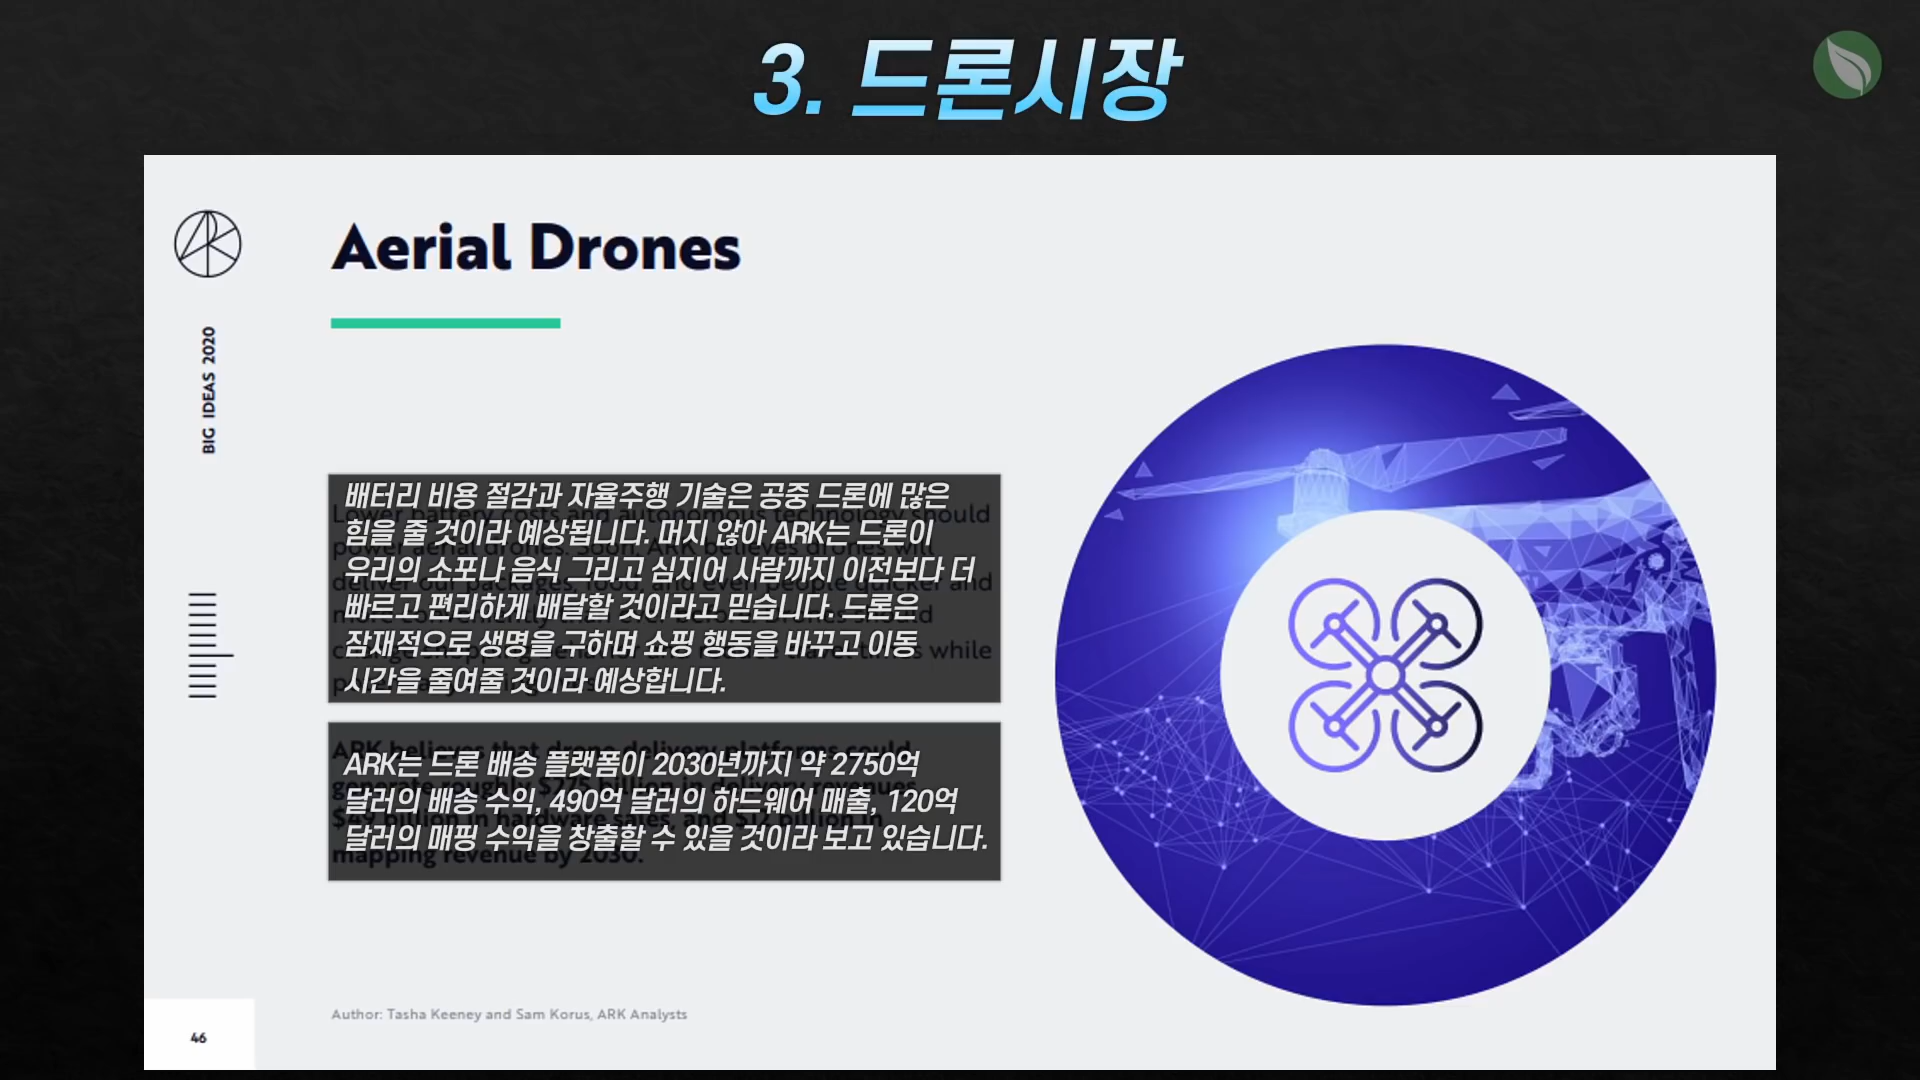 3. 드론시장
Aerial Drones
BIG IDEAS 2020
배터리 비용 절감과 자율주행 기술은 공중 드론에 많은
힘을 줄 것이라 예상됩니다. 머지 않아 ARK는 드론이
우리의 소포나 음식 그리고 심지어 사람까지 이전보다 더
빠르고 편리하게 배달할 것이라고 믿습니다. 드론은
잠재적으로 생명을 구하며 쇼핑 행동을 바꾸고 이동
시간을 줄여줄 것이라 예상합니다.
ARK는 드론 배송 플랫폼이 2030년까지 약 2750억
달러의 배송 수익, 490억 달러의 하드웨어 매출, 120억
달러의 매핑 수익을 창출할 수 있을 것이라 보고 있습니다.
Author: Tasha Keeney and Sam Korus, ARK Analysts
46